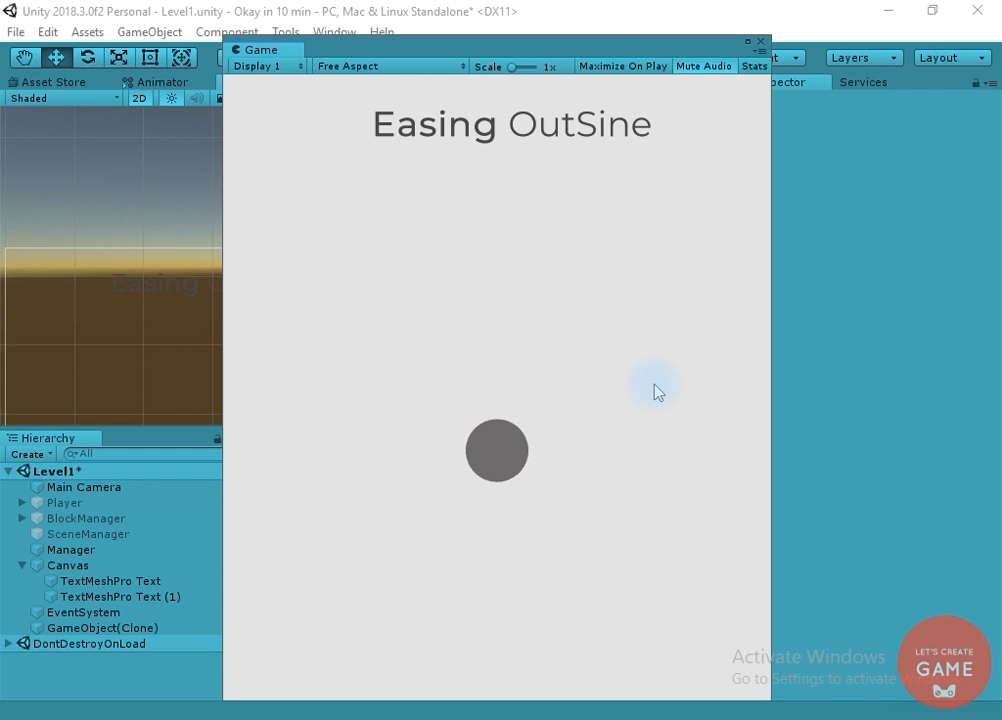 Unity 2018.3.0f2 Personal - Level1.unity - Okay in 10 min - PC, Mac & Linux Standalone* <DX11>
File Edit Assets GameObject Component Tools Window Help
Game
Display 1 Free Aspect Scale 1x Maximize On Play Mute Audio Stats
Layers Layout
Asset Store Animator
Services
Shaded 2D
Easing OutSine
Easing
Hierarchy
Create All
Level1*
Main Camera
Player
BlockManager
SceneManager
Manager
Canvas
TextMeshPro Text
TextMeshPro Text (1)
EventSystem
GameObject(Clone)
DontDestroyOnLoad
LET'S CREATE
GAME
Activate Windows
Go to Settings to activate